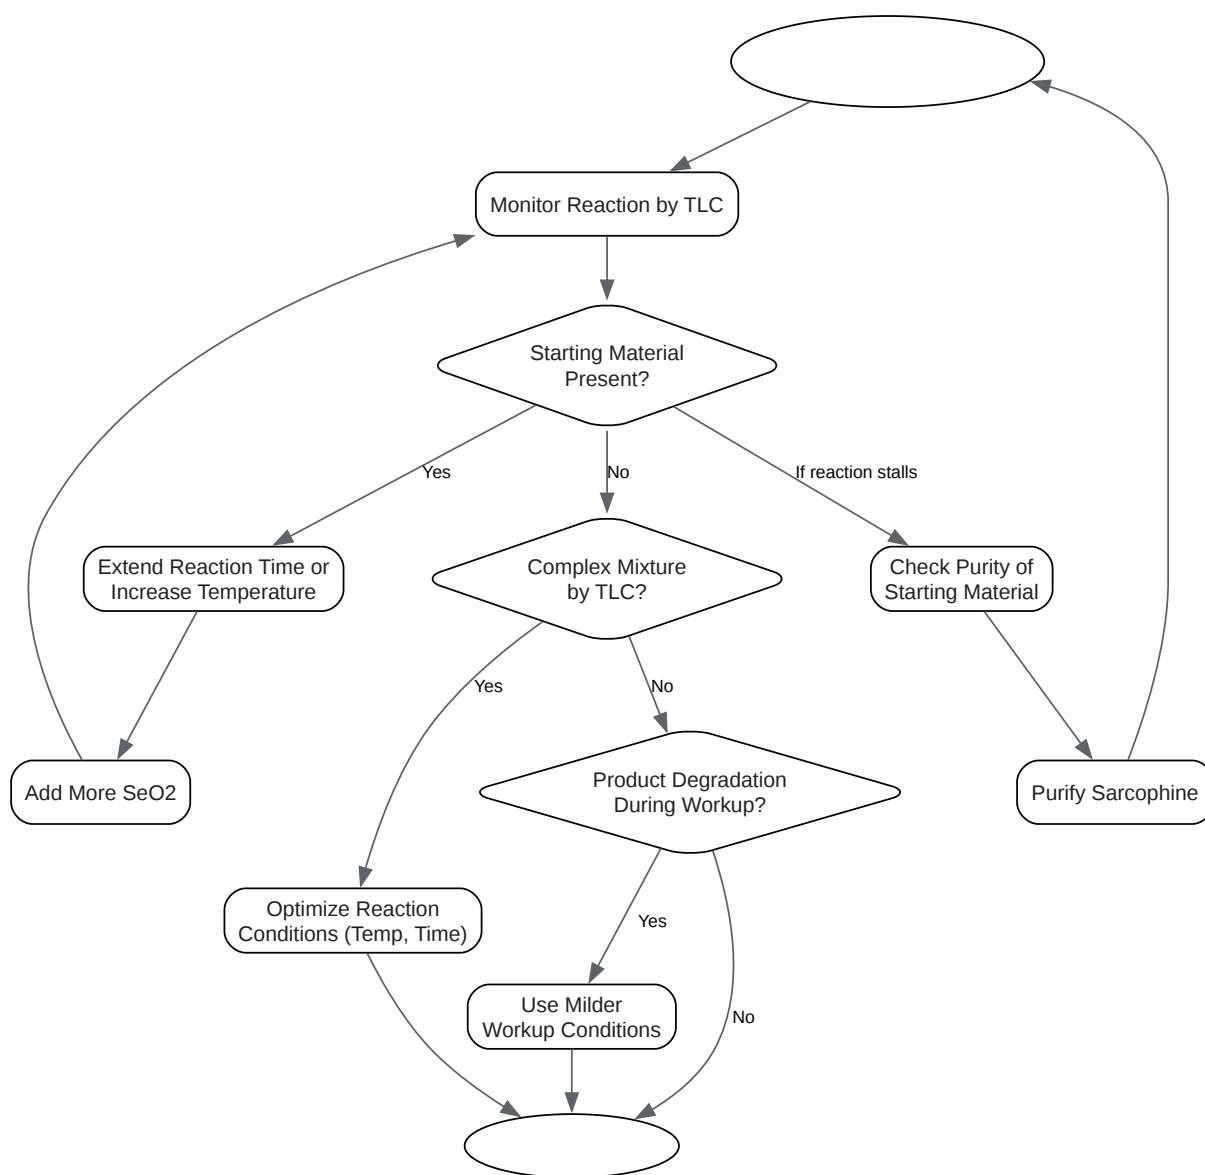 Monitor Reaction by TLC
Starting Material
Present?
Yes
No
If reaction stalls
Extend Reaction Time or
Increase Temperature
Complex Mixture
by TLC?
Check Purity of
Starting Material
Yes
No
Add More SeO2
Product Degradation
During Workup?
Purify Sarcophine
Optimize Reaction
Conditions (Temp, Time)
Yes
Use Milder
Workup Conditions
No